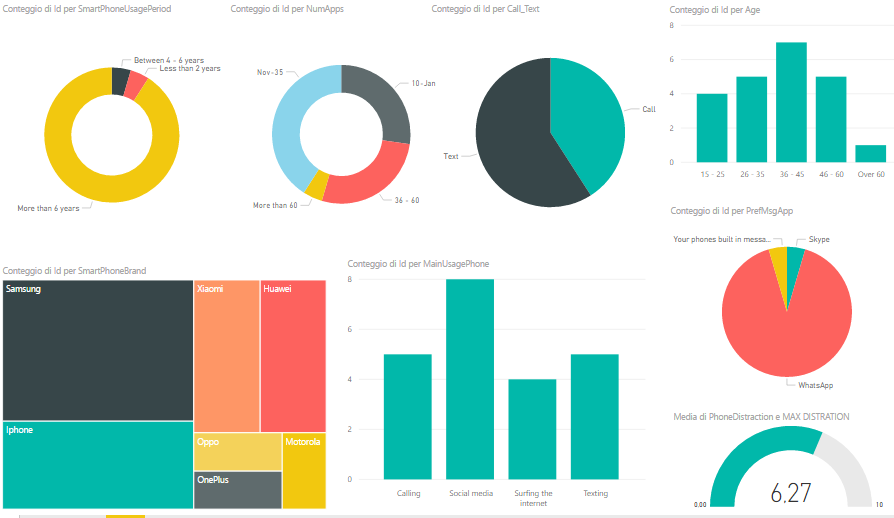 Conteggio di Id per SmartPhoneUsagePeriod
Between 4 - 6 years
Less than 2 years
More than 6 years
Conteggio di Id per NumApps
Nov-35
10-Jan
More than 60
36 - 60
Conteggio di Id per Call_Text
Call
Text
Conteggio di Id per Age
8
6
4
2
0
15 - 25
26 - 35
36 - 45
46 - 60
Over 60
Conteggio di Id per PrefMsgApp
Your phones built in messa...
Skype
WhatsApp
Conteggio di Id per SmartPhoneBrand
Samsung
Xiaomi
Huawei
Iphone
Oppo
Motorola
OnePlus
Conteggio di Id per MainUsagePhone
8
6
4
2
0
Calling
Social media
Surfing the
internet
Texting
Media di PhoneDistraction e MAX DISTRATION
6,27
0.00
10